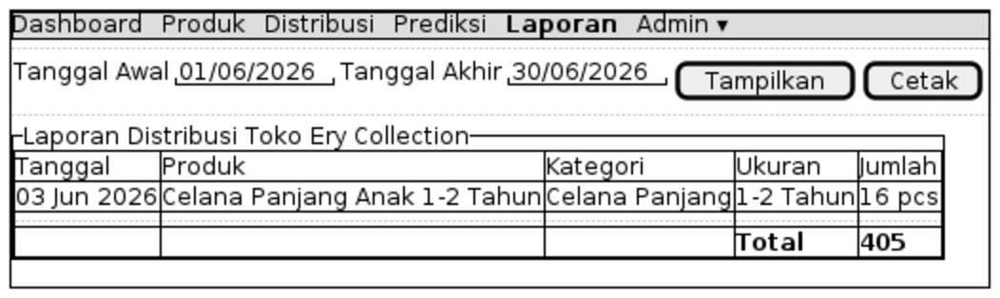 Dashboard Produk Distribusi Prediksi Laporan Admin ▾
Tanggal Awal 01/06/2026 Tanggal Akhir 30/06/2026 Tampilkan Cetak
Laporan Distribusi Toko Ery Collection
Tanggal Produk Kategori Ukuran Jumlah
03 Jun 2026 Celana Panjang Anak 1-2 Tahun Celana Panjang 1-2 Tahun 16 pcs
Total 405